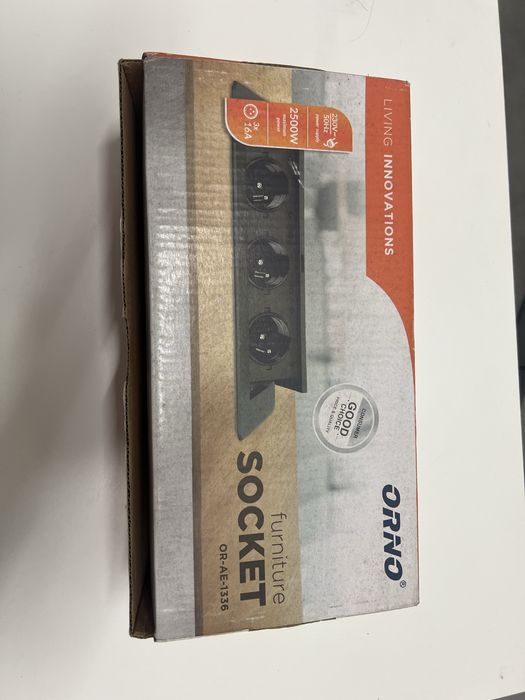 LIVING INNOVATIONS
230V~
50Hz
power supply
2500W
maximum
power
3x
16A
CONSUMER
GOOD
CHOICE
PRICE & QUALITY
ORNO®
furniture
SOCKET
OR-AE-1336